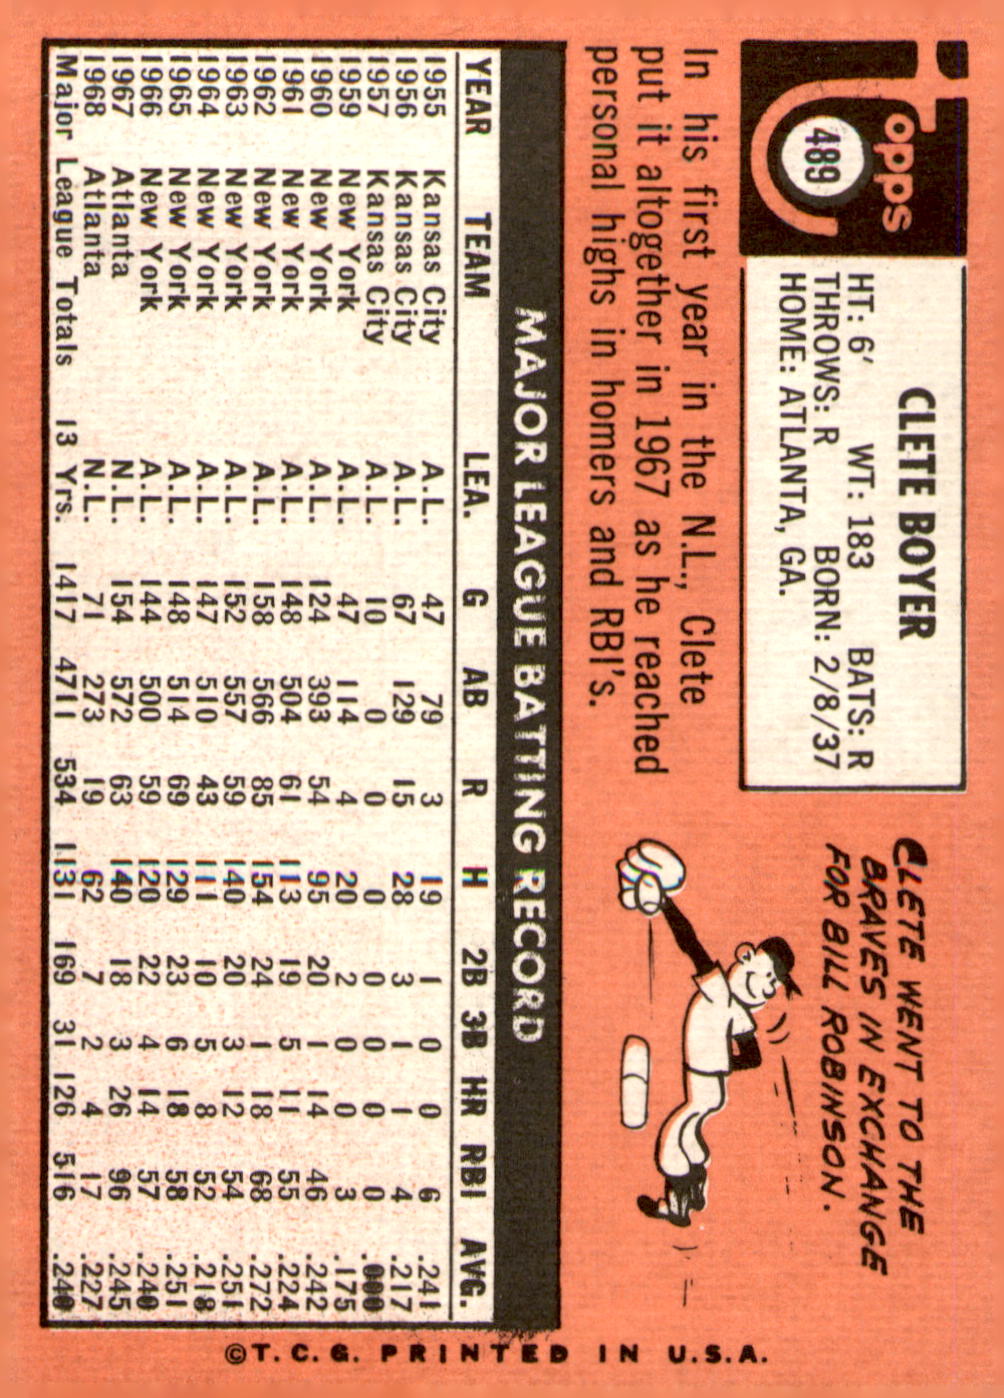 Topps
489
CLETE BOYER
HT: 6' WT: 183 BATS: R
THROWS: R BORN: 2/8/37
HOME: ATLANTA, GA.
In his first year in the N.L., Clete
put it altogether in 1967 as he reached
personal highs in homers and RBI's.
CLETE WENT TO THE
BRAVES IN EXCHANGE
FOR BILL ROBINSON.
MAJOR LEAGUE BATTING RECORD
YEAR TEAM LEA. G AB R H 2B 3B HR RBI AVG.
1955 Kansas City A.L. 47 79 3 19 1 0 0 6 .241
1956 Kansas City A.L. 67 129 15 28 3 1 1 4 .217
1957 Kansas City A.L. 10 0 0 0 0 0 0 0 .000
1959 New York A.L. 47 114 4 20 2 0 0 3 .175
1960 New York A.L. 124 393 54 95 20 1 14 46 .242
1961 New York A.L. 148 504 61 113 19 5 11 55 .224
1962 New York A.L. 158 566 85 154 24 1 18 68 .272
1963 New York A.L. 152 557 59 140 20 3 12 54 .251
1964 New York A.L. 147 510 43 111 10 5 8 52 .218
1965 New York A.L. 148 514 69 129 23 6 18 58 .251
1966 New York A.L. 144 500 59 120 22 4 14 57 .240
1967 Atlanta N.L. 154 572 63 140 18 3 26 96 .245
1968 Atlanta N.L. 71 273 19 62 7 2 4 17 .227
Major League Totals 13 Yrs. 1417 4711 534 1131 169 31 126 516 .240
©T.C.G. PRINTED IN U.S.A.